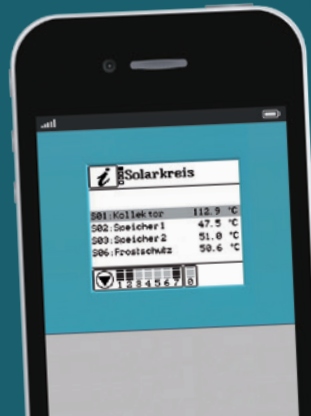 i Solarkreis
S01:Kollektor 112.9 °C
S02:Speicher1 47.5 °C
S03:Speicher2 51.0 °C
S06:Frostschutz 50.6 °C
1 2 3 4 5 6 7 0